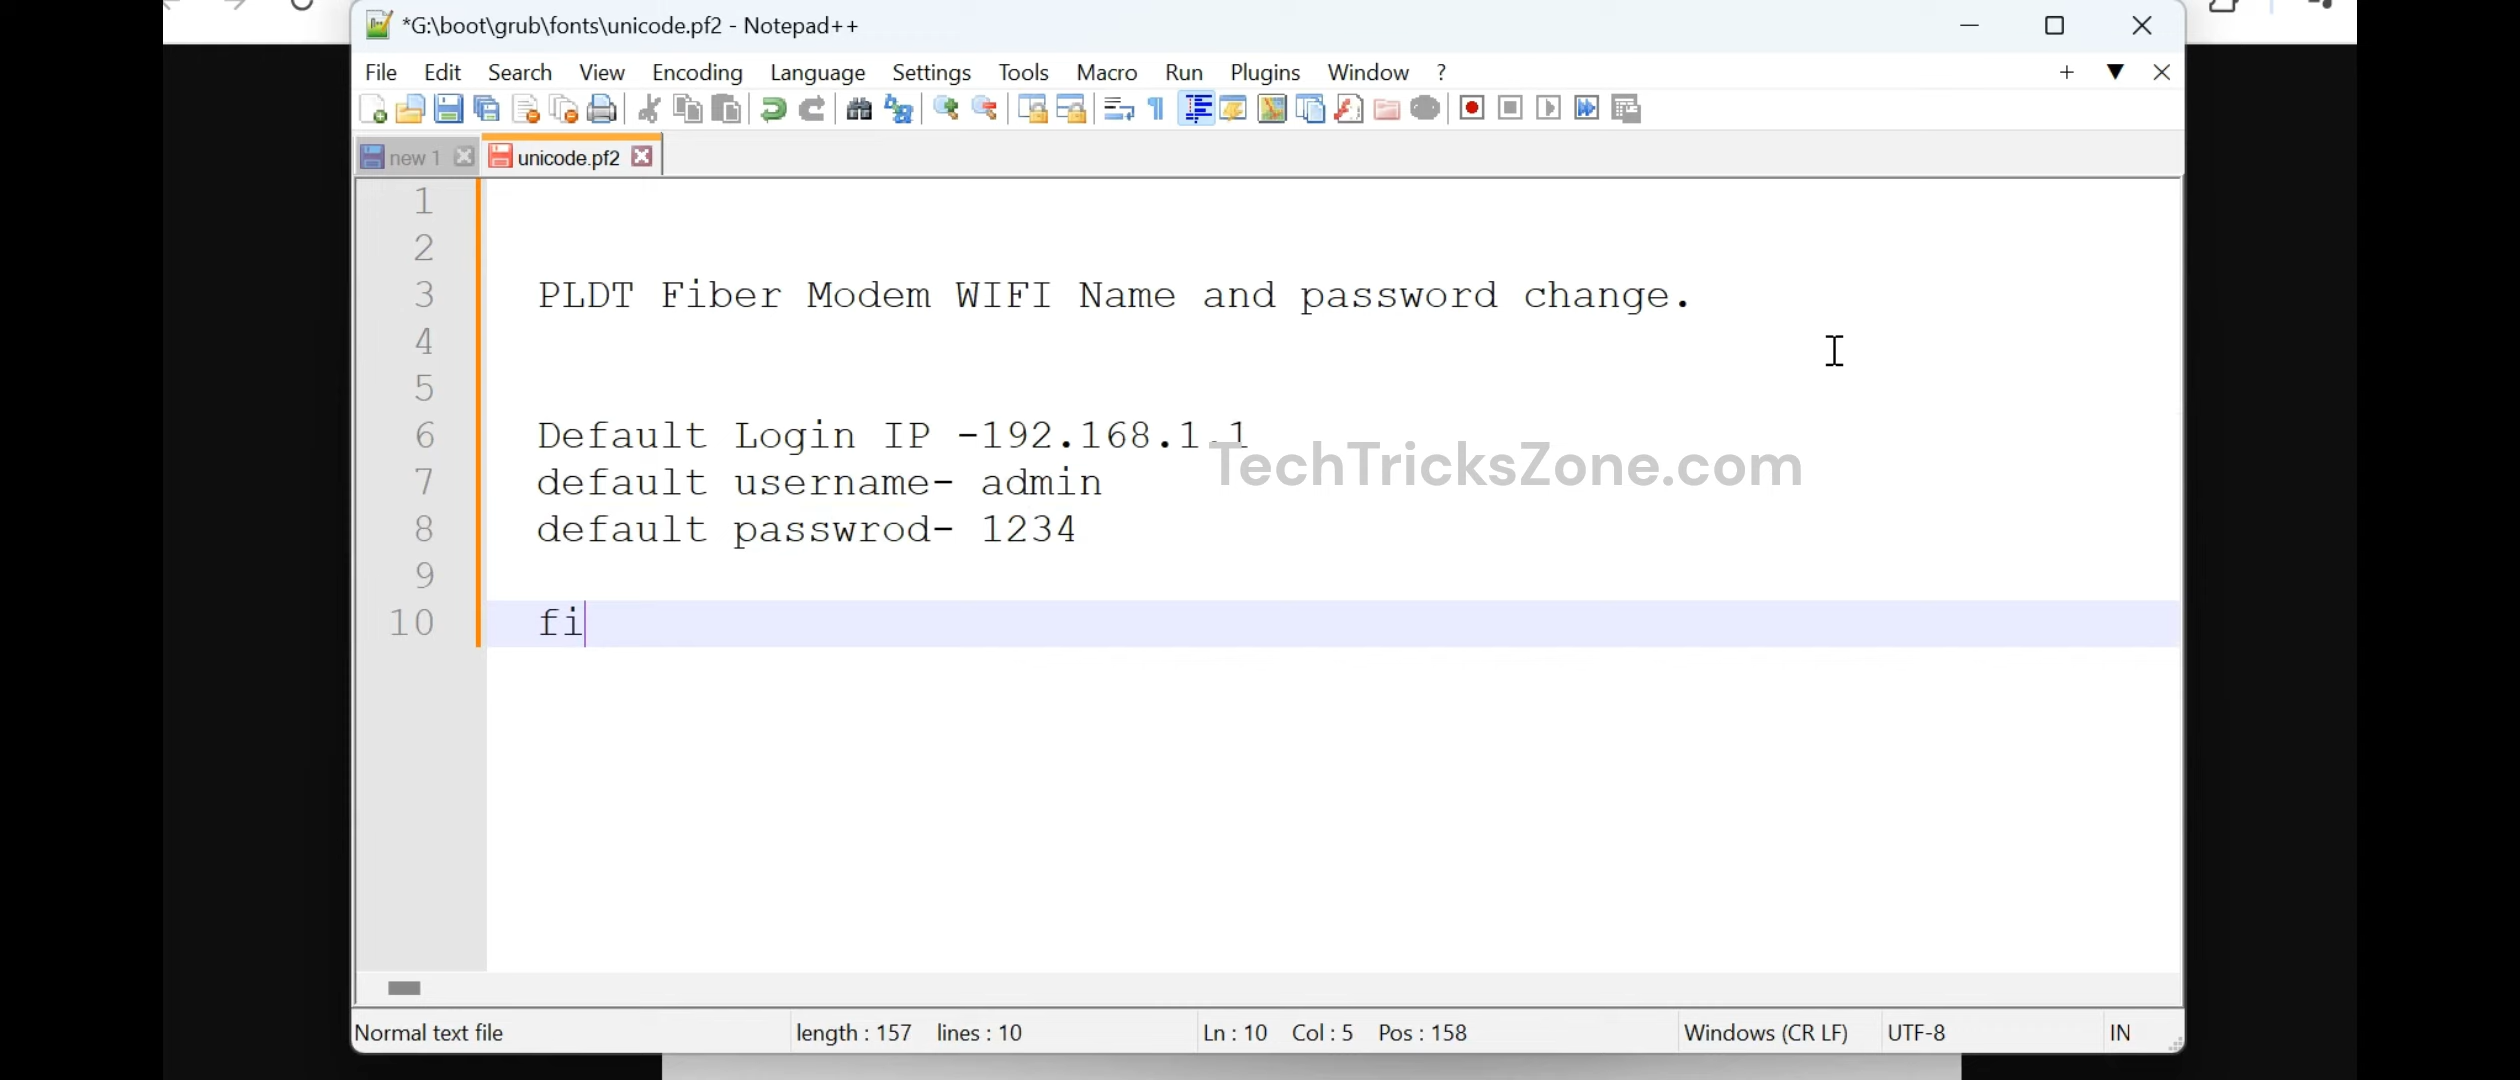 *G:\boot\grub\fonts\unicode.pf2 - Notepad++
File Edit Search View Encoding Language Settings Tools Macro Run Plugins Window ?
new 1 unicode.pf2
1
2
3 PLDT Fiber Modem WIFI Name and password change.
4
5
6 Default Login IP -192.168.1.1
TechTricksZone.com
7 default username- admin
8 default passwrod- 1234
9
10 fi
Normal text file length : 157 lines : 10 Ln : 10 Col : 5 Pos : 158 Windows (CR LF) UTF-8 IN